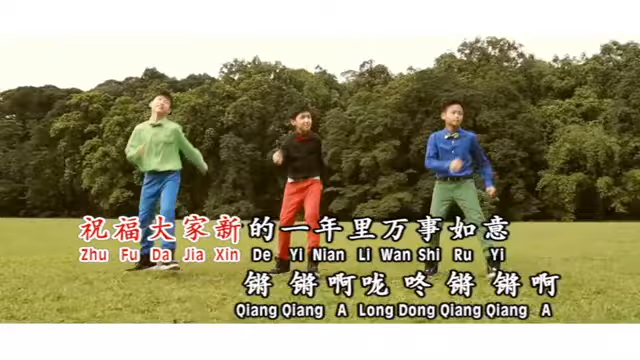 祝福大家新的一年里万事如意
Zhu Fu Da Jia Xin De Yi Nian Li Wan Shi Ru Yi
锵 锵啊咙 咚 锵 锵啊
Qiang Qiang A Long Dong Qiang Qiang A